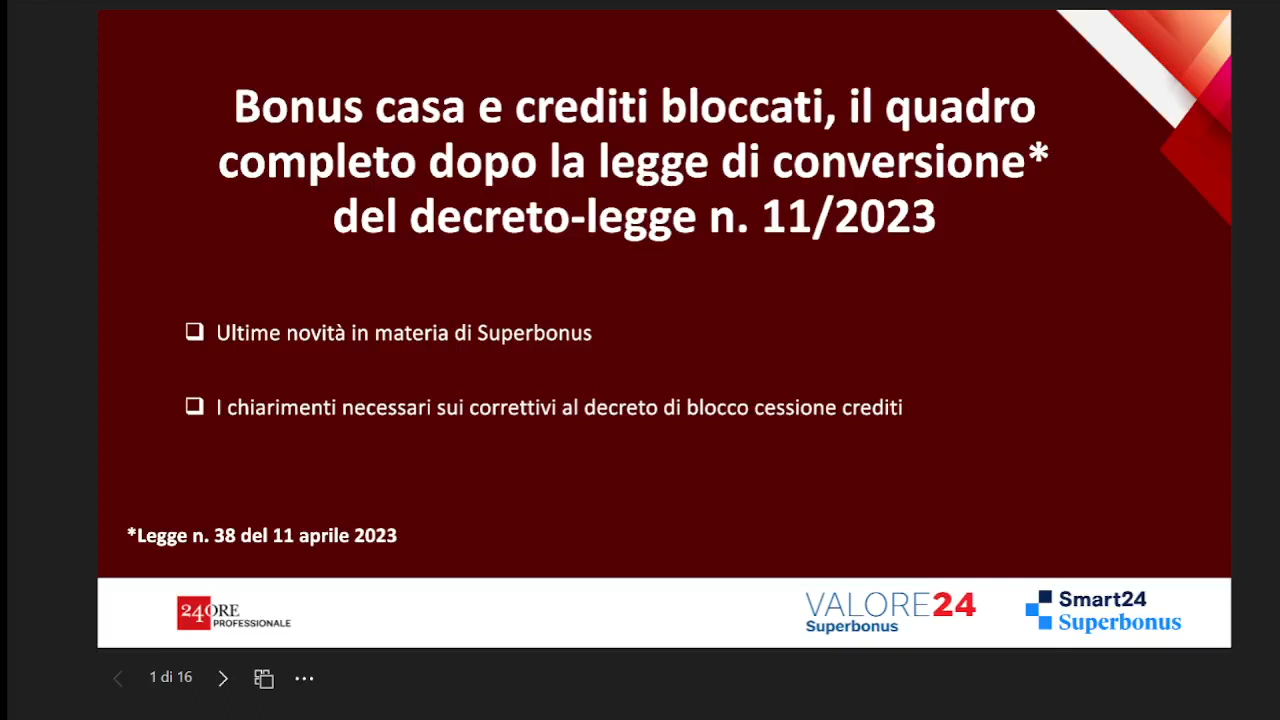 Bonus casa e crediti bloccati, il quadro
completo dopo la legge di conversione*
del decreto-legge n. 11/2023
❑ Ultime novità in materia di Superbonus
❑ I chiarimenti necessari sui correttivi al decreto di blocco cessione crediti
*Legge n. 38 del 11 aprile 2023
24ORE
PROFESSIONALE
VALORE24
Superbonus
Smart24
Superbonus
1 di 16